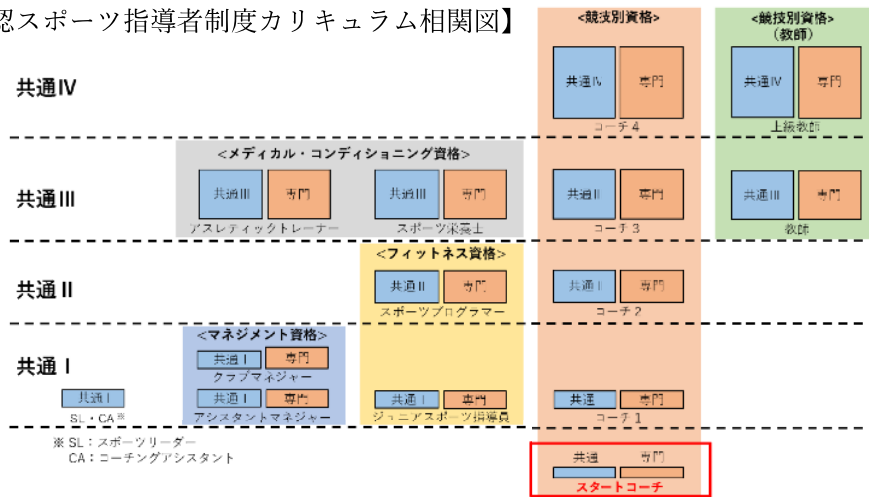 認スポーツ指導者制度カリキュラム相関図】
<競技別資格>
<競技別資格>
（教師）
共通Ⅳ
共通Ⅳ 専門
コーチ4
共通Ⅳ 専門
上級教師
<メディカル・コンディショニング資格>
共通Ⅲ
共通Ⅲ 専門
アスレティックトレーナー
共通Ⅲ 専門
スポーツ栄養士
共通Ⅱ 専門
コーチ3
共通Ⅲ 専門
教師
<フィットネス資格>
共通Ⅱ
共通Ⅱ 専門
スポーツプログラマー
共通Ⅱ 専門
コーチ2
<マネジメント資格>
共通Ⅰ
共通Ⅰ 専門
クラブマネジャー
共通Ⅰ
SL・CA※
共通Ⅰ 専門
アシスタントマネジャー
共通Ⅰ 専門
ジュニアスポーツ指導員
共通 専門
コーチ1
※ SL：スポーツリーダー
CA：コーチングアシスタント
共通 専門
スタートコーチ